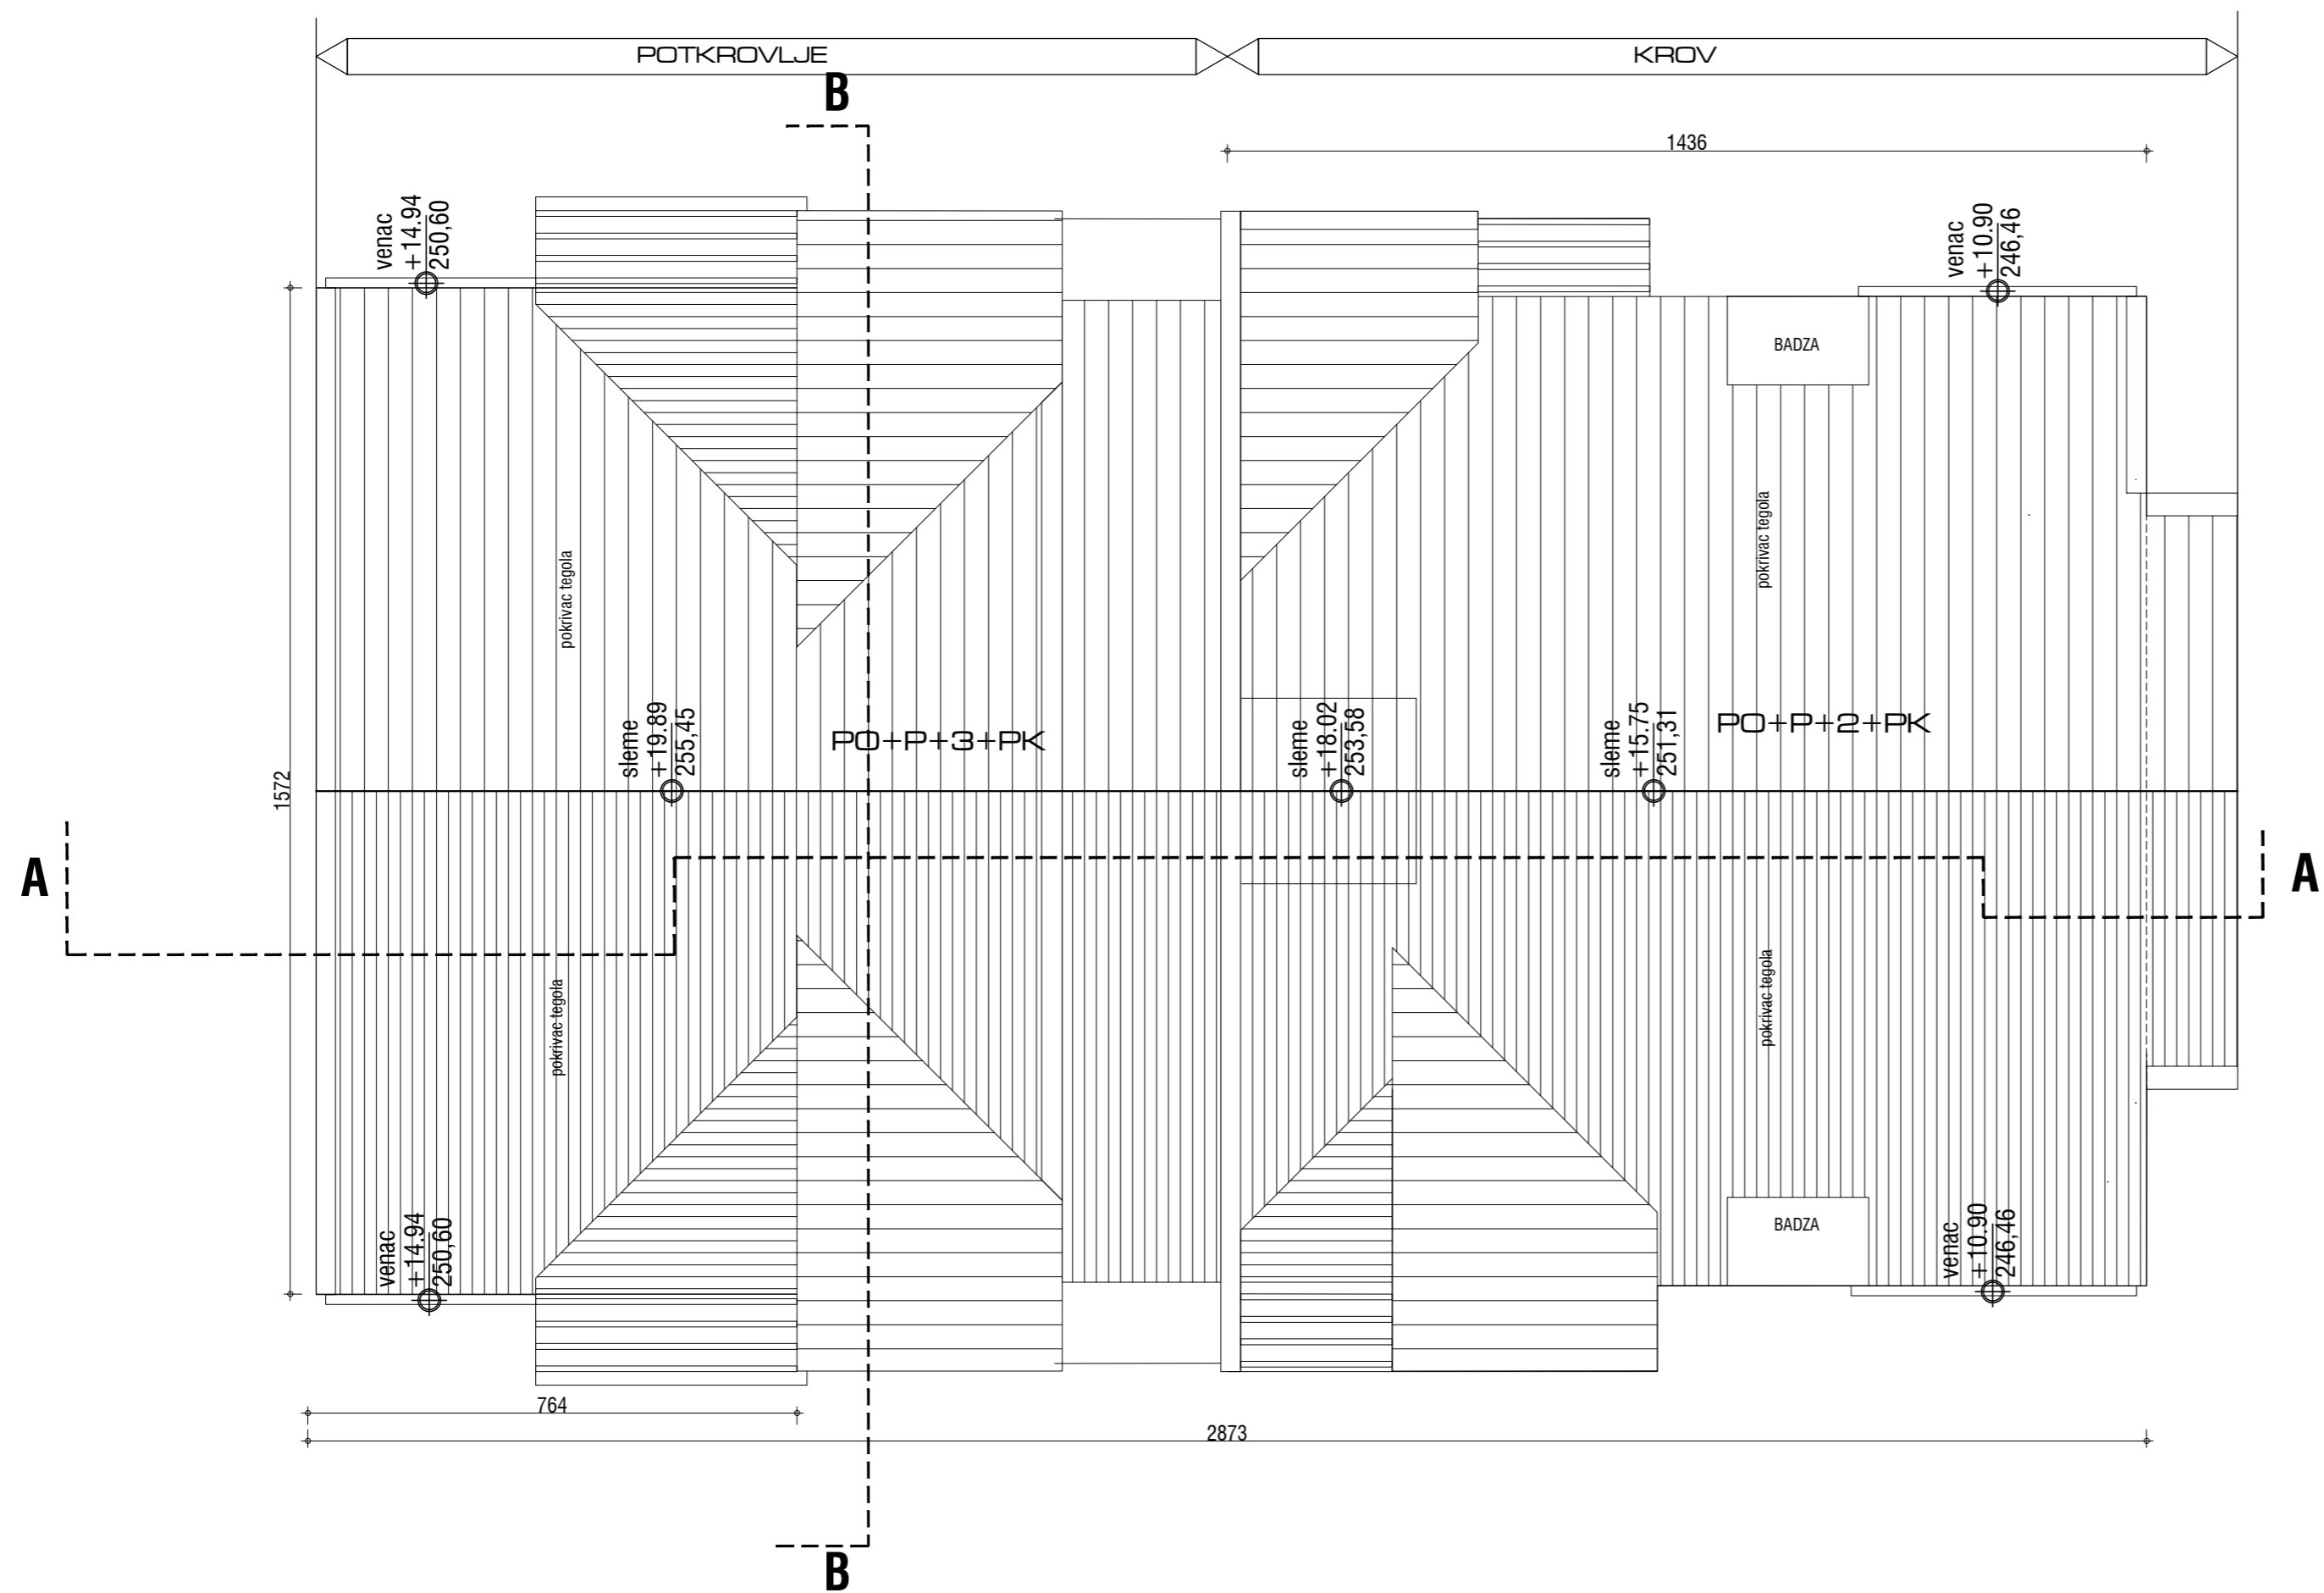 POTKROVLJE
KROV
B
1436
venac
+14.94
250,60
venac
+10.90
246,46
BADZA
pokrivac tegola
pokrivac tegola
sleme
+19.89
255,45
PO+P+3+PK
sleme
+18.02
253,58
sleme
+15.75
251,31
PO+P+2+PK
1572
A
A
pokrivac tegola
pokrivac tegola
venac
+14.94
250,60
BADZA
venac
+10.90
246,46
764
2873
B